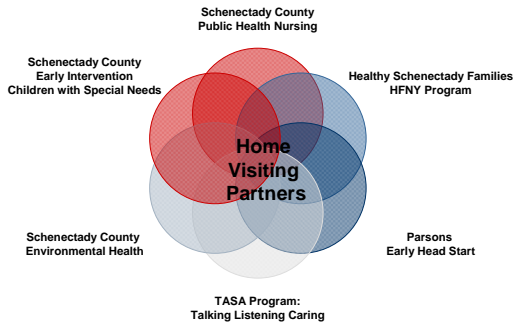 Schenectady County
Public Health Nursing
Schenectady County
Early Intervention
Children with Special Needs
Healthy Schenectady Families
HFNY Program
Home
Visiting
Partners
Schenectady County
Environmental Health
Parsons
Early Head Start
TASA Program:
Talking Listening Caring